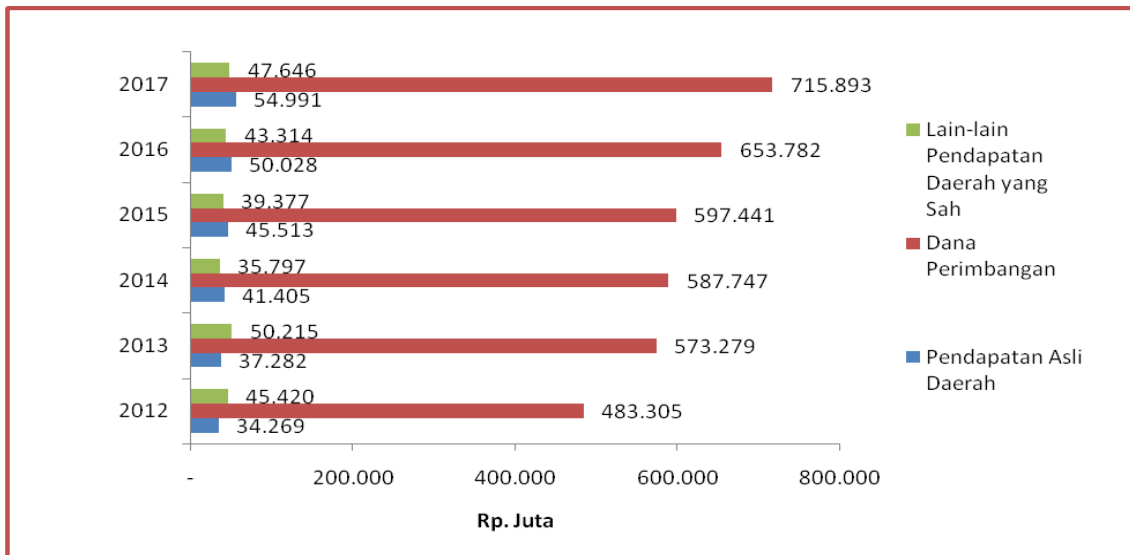 47.646
2017
715.893
54.991
43.314
2016
653.782
50.028
39.377
2015
597.441
45.513
35.797
2014
587.747
41.405
50.215
2013
573.279
37.282
45.420
2012
483.305
34.269
- 200.000 400.000 600.000 800.000
Rp. Juta
Lain-lain
Pendapatan
Daerah yang
Sah
Dana
Perimbangan
Pendapatan Asli
Daerah